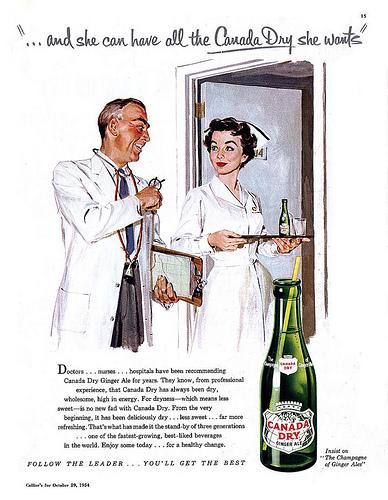 15
"... and she can have all the Canada Dry she wants"
14
Doctors . . . nurses . . . hospitals have been recommending
Canada Dry Ginger Ale for years. They know, from professional
experience, that Canada Dry has always been dry,
wholesome, high in energy. For dryness—which means less
sweet—is no new fad with Canada Dry. From the very
beginning, it has been deliciously dry . . . less sweet . . . far more
refreshing. That's what has made it the stand-by of three generations
. . . one of the fastest-growing, best-liked beverages
in the world. Enjoy some today . . . for a healthy change.
FOLLOW THE LEADER . . . YOU'LL GET THE BEST
CANADA
DRY
CANADA
DRY
GINGER ALE
Insist on
"The Champagne
of Ginger Ales"
Collier's for October 29, 1954